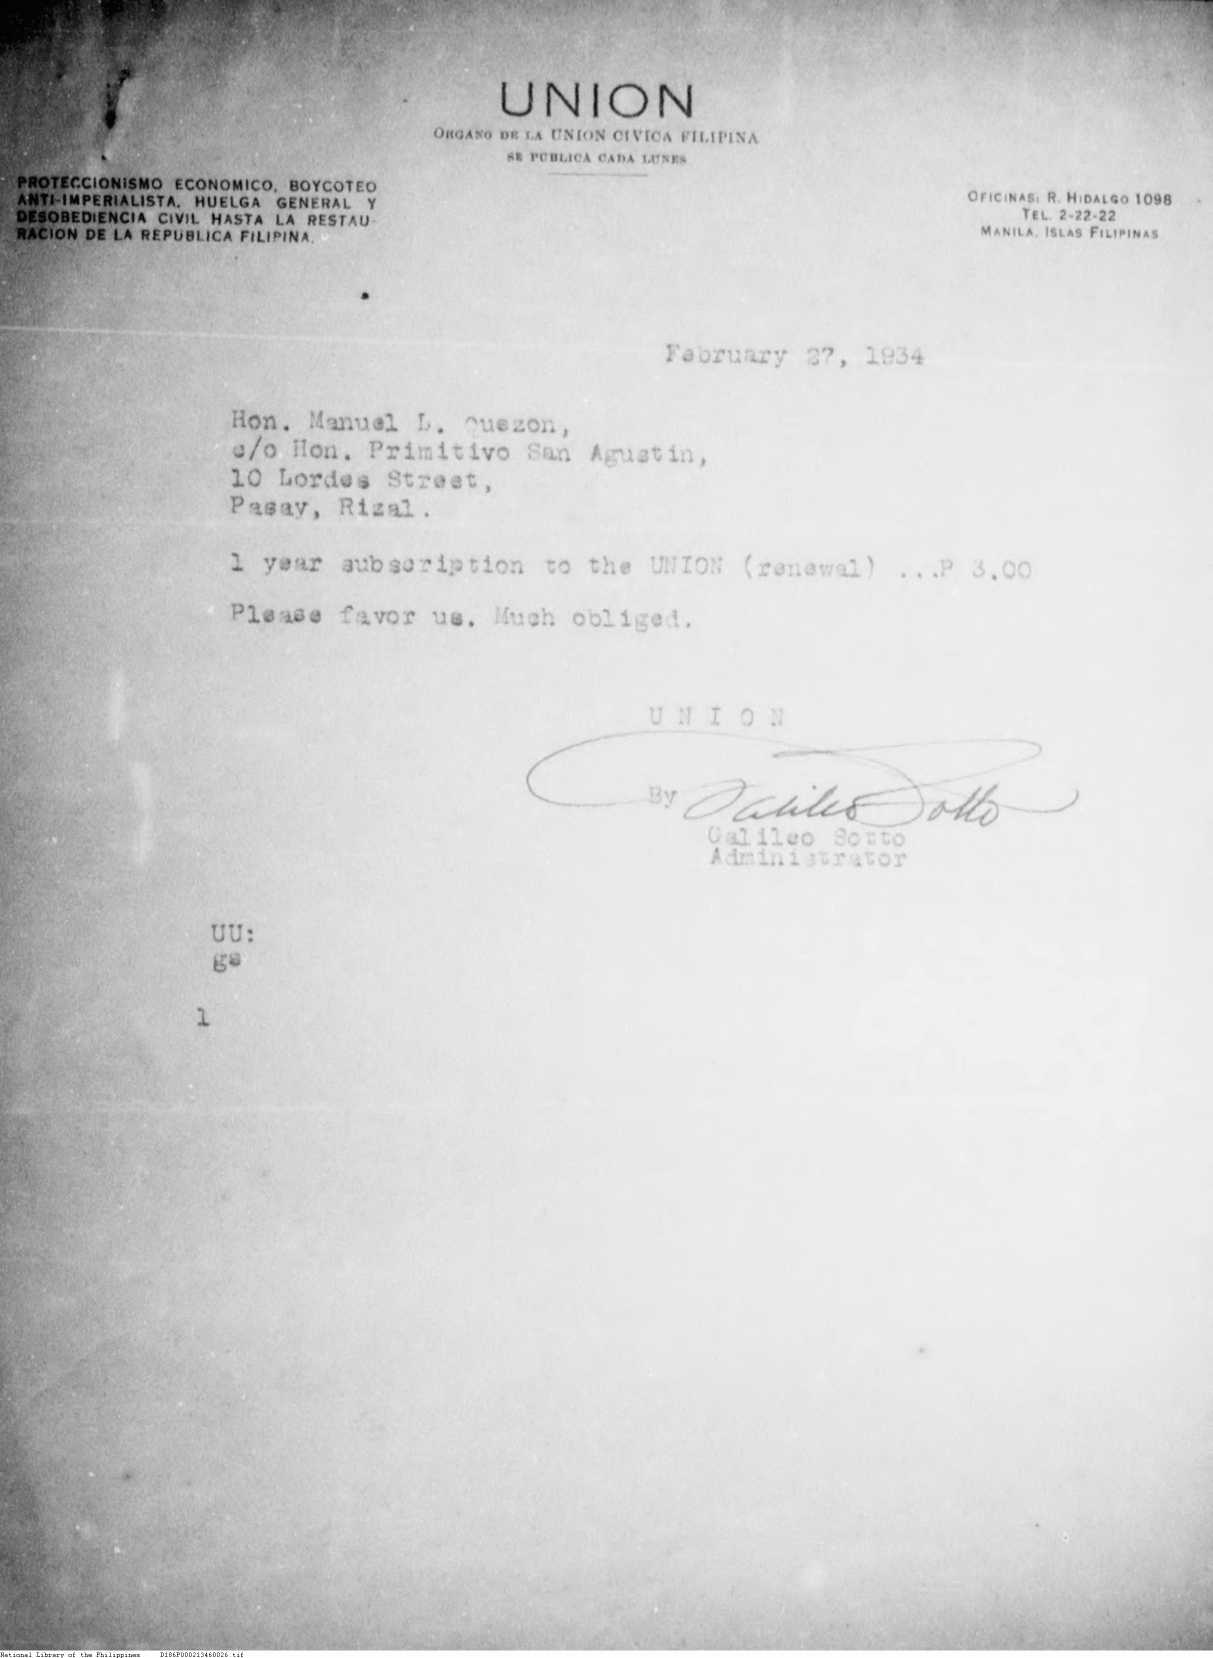 UNION
ORGANO DE LA UNION CIVICA FILIPINA
SE PUBLICA CADA LUNES
PROTECCIONISMO ECONOMICO, BOYCOTEO
ANTI-IMPERIALISTA, HUELGA GENERAL Y
DESOBEDIENCIA CIVIL HASTA LA RESTAU-
RACION DE LA REPUBLICA FILIPINA.
OFICINAS: R. HIDALGO 1098
TEL. 2-22-22
MANILA, ISLAS FILIPINAS
February 27, 1934
Hon. Manuel L. Quezon,
c/o Hon. Primitivo San Agustin,
10 Lordes Street,
Pasay, Rizal.
1 year subscription to the UNION (renewal) ...P 3.00
Please favor us. Much obliged.
U N I O N
By Galileo Sotto
Galileo Sotto
Administrator
UU:
gs
1
National Library of the Philippines D186P000213460026.tif